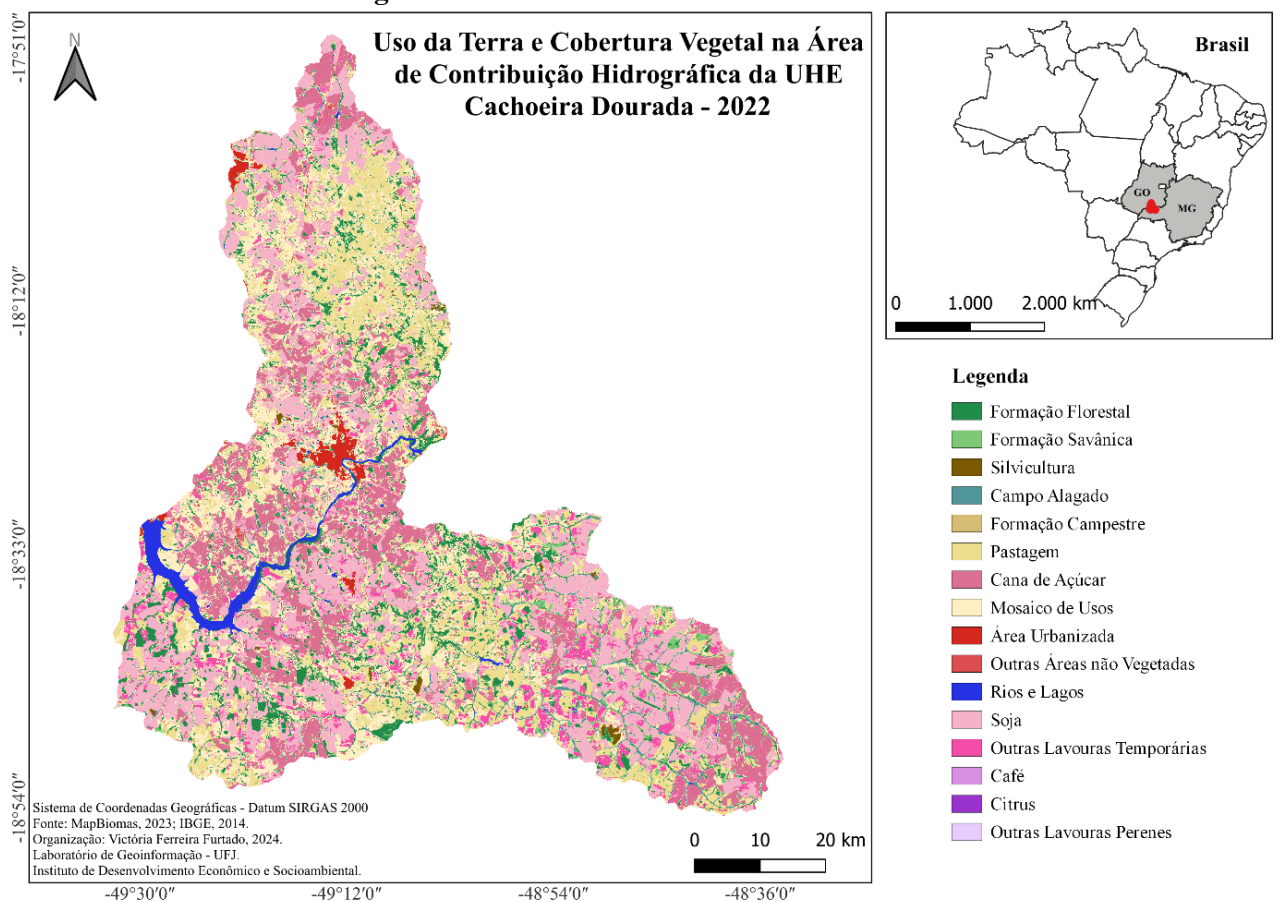 Uso da Terra e Cobertura Vegetal na Área
de Contribuição Hidrográfica da UHE
Cachoeira Dourada - 2022
N
-17°51′0″
-18°12′0″
-18°33′0″
-18°54′0″
Sistema de Coordenadas Geográficas - Datum SIRGAS 2000
Fonte: MapBiomas, 2023; IBGE, 2014.
Organização: Victória Ferreira Furtado, 2024.
Laboratório de Geoinformação - UFJ.
Instituto de Desenvolvimento Econômico e Socioambiental.
0 10 20 km
-49°30′0″ -49°12′0″ -48°54′0″ -48°36′0″
Brasil
GO
MG
0 1.000 2.000 km
Legenda
Formação Florestal
Formação Savânica
Silvicultura
Campo Alagado
Formação Campestre
Pastagem
Cana de Açúcar
Mosaico de Usos
Área Urbanizada
Outras Áreas não Vegetadas
Rios e Lagos
Soja
Outras Lavouras Temporárias
Café
Citrus
Outras Lavouras Perenes